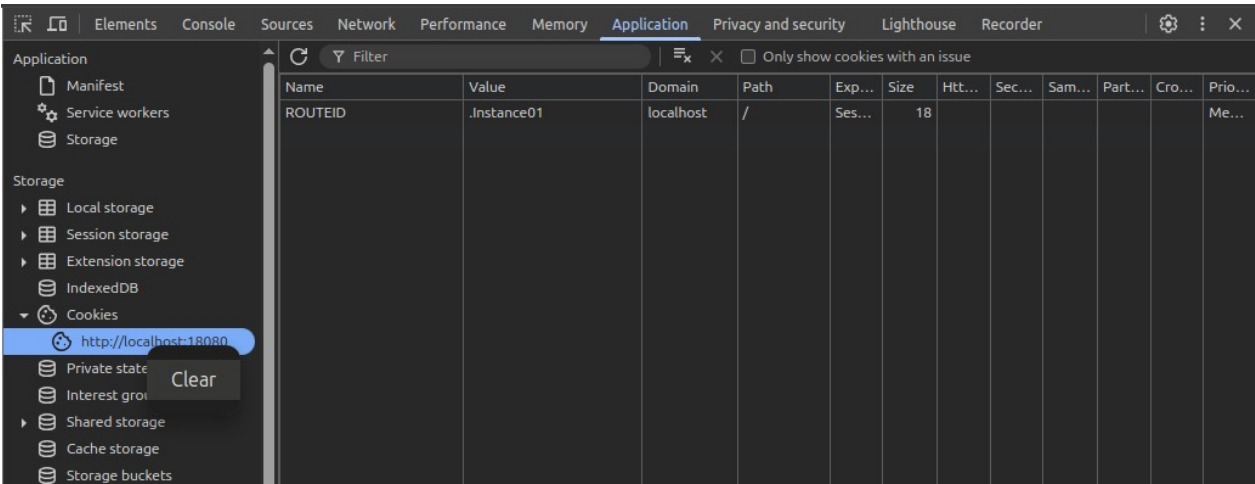 Elements Console Sources Network Performance Memory Application Privacy and security Lighthouse Recorder
Application
Manifest
Service workers
Storage
Storage
Local storage
Session storage
Extension storage
IndexedDB
Cookies
http://localhost:18080
Private state
Interest grou
Shared storage
Cache storage
Storage buckets
Clear
Filter Only show cookies with an issue
Name Value Domain Path Exp... Size Htt... Sec... Sam... Part... Cro... Prio...
ROUTEID .Instance01 localhost / Ses... 18 Me...